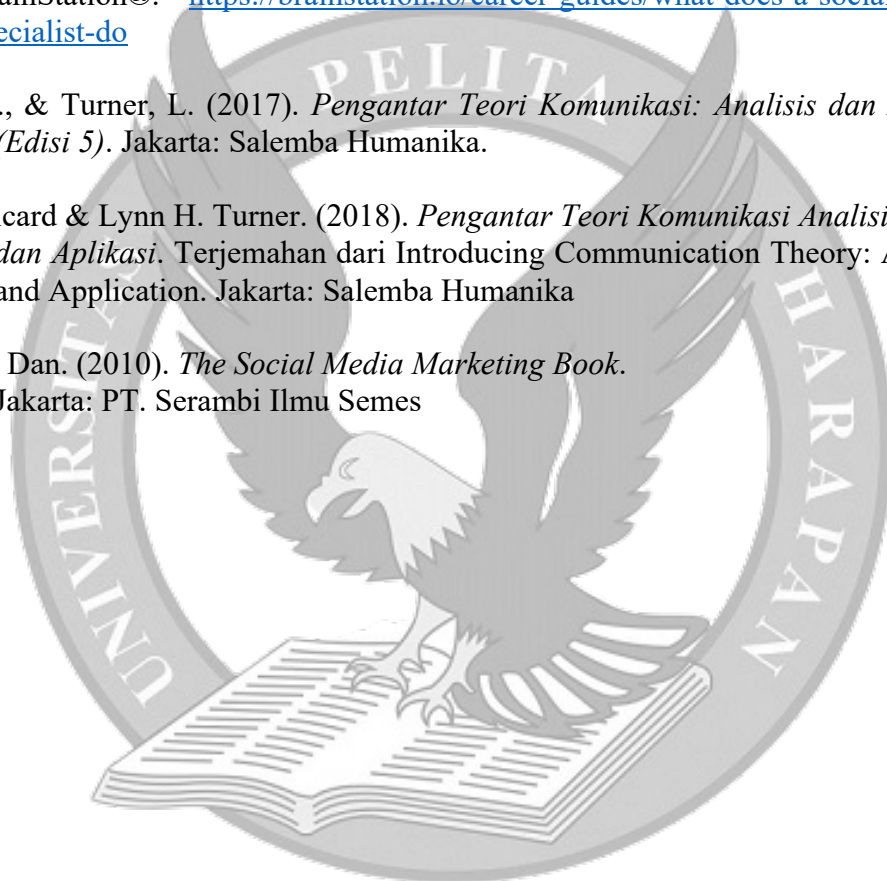 https://brainstation.io/career-guides/what-does-a-social-
ecialist-do
., & Turner, L. (2017). Pengantar Teori Komunikasi: Analisis dan
(Edisi 5). Jakarta: Salemba Humanika.
card & Lynn H. Turner. (2018). Pengantar Teori Komunikasi Analisi
dan Aplikasi. Terjemahan dari Introducing Communication Theory: A
and Application. Jakarta: Salemba Humanika
Dan. (2010). The Social Media Marketing Book.
Jakarta: PT. Serambi Ilmu Semes
UNIVERSITAS PELITA HARAPAN